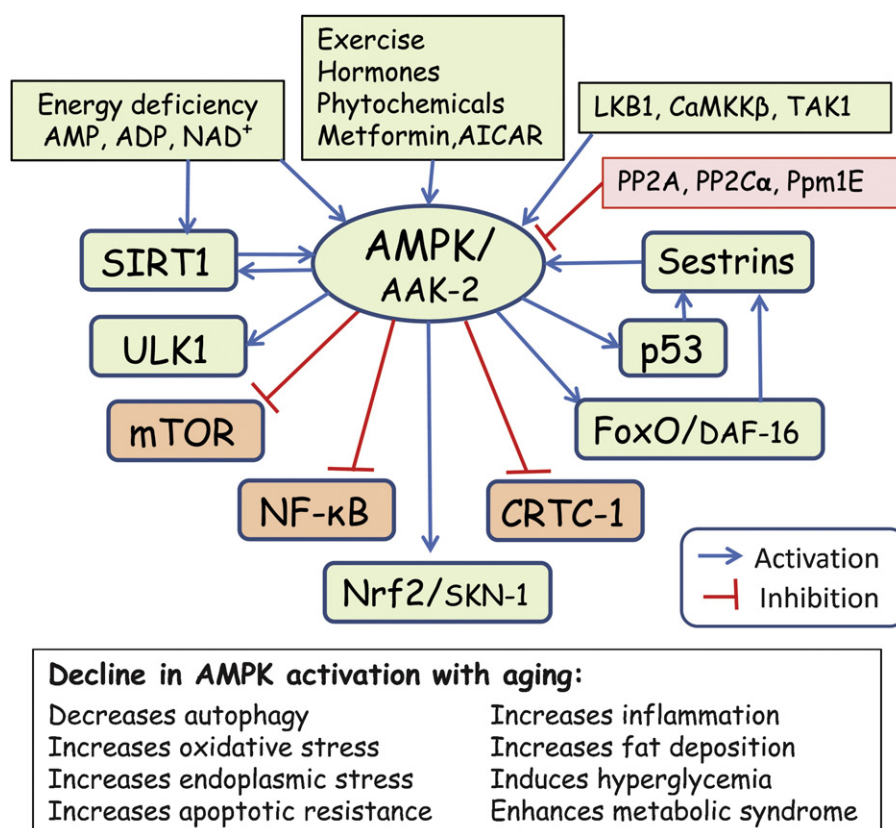 Exercise
Hormones
Phytochemicals
Metformin,AICAR
Energy deficiency
AMP, ADP, NAD⁺
LKB1, CaMKKβ, TAK1
PP2A, PP2Cα, Ppm1E
SIRT1
AMPK/
AAK-2
Sestrins
ULK1
p53
mTOR
FoxO/DAF-16
NF-κB
CRTC-1
Nrf2/SKN-1
Activation
Inhibition
Decline in AMPK activation with aging:
Decreases autophagy
Increases oxidative stress
Increases endoplasmic stress
Increases apoptotic resistance
Increases inflammation
Increases fat deposition
Induces hyperglycemia
Enhances metabolic syndrome